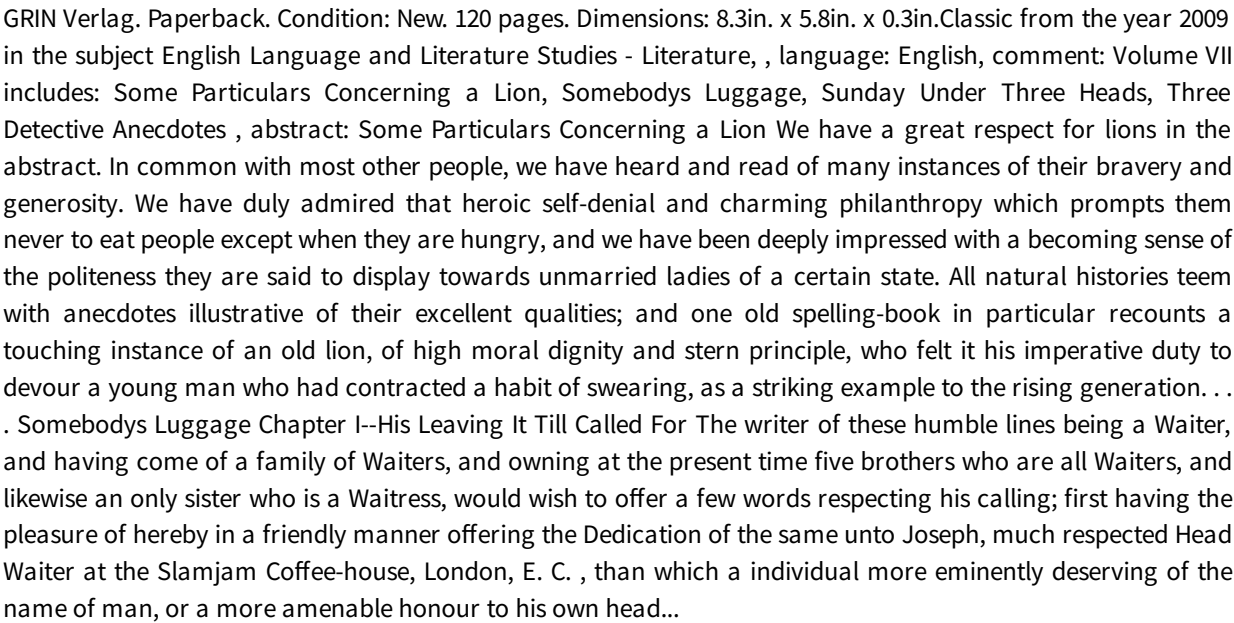 GRIN Verlag. Paperback. Condition: New. 120 pages. Dimensions: 8.3in. x 5.8in. x 0.3in.Classic from the year 2009
in the subject English Language and Literature Studies - Literature, , language: English, comment: Volume VII
includes: Some Particulars Concerning a Lion, Somebodys Luggage, Sunday Under Three Heads, Three
Detective Anecdotes , abstract: Some Particulars Concerning a Lion We have a great respect for lions in the
abstract. In common with most other people, we have heard and read of many instances of their bravery and
generosity. We have duly admired that heroic self-denial and charming philanthropy which prompts them
never to eat people except when they are hungry, and we have been deeply impressed with a becoming sense of
the politeness they are said to display towards unmarried ladies of a certain state. All natural histories teem
with anecdotes illustrative of their excellent qualities; and one old spelling-book in particular recounts a
touching instance of an old lion, of high moral dignity and stern principle, who felt it his imperative duty to
devour a young man who had contracted a habit of swearing, as a striking example to the rising generation. . .
. Somebodys Luggage Chapter I--His Leaving It Till Called For The writer of these humble lines being a Waiter,
and having come of a family of Waiters, and owning at the present time five brothers who are all Waiters, and
likewise an only sister who is a Waitress, would wish to offer a few words respecting his calling; first having the
pleasure of hereby in a friendly manner offering the Dedication of the same unto Joseph, much respected Head
Waiter at the Slamjam Coffee-house, London, E. C. , than which a individual more eminently deserving of the
name of man, or a more amenable honour to his own head...